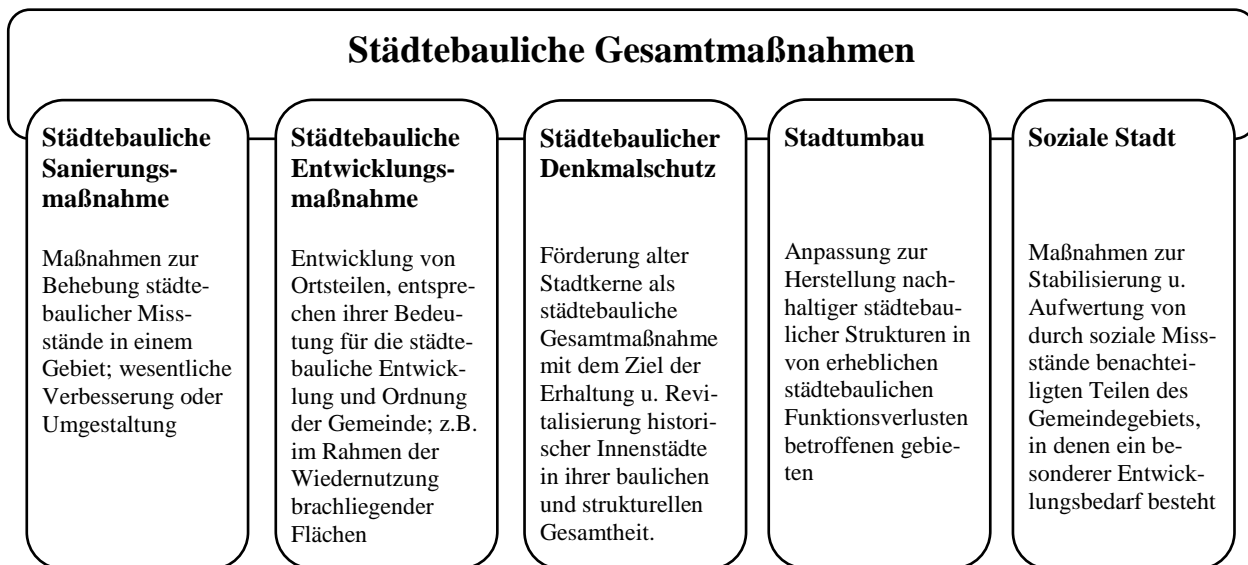 Städtebauliche Gesamtmaßnahmen
Städtebauliche
Sanierungs-
maßnahme
Maßnahmen zur
Behebung städte-
baulicher Miss-
stände in einem
Gebiet; wesentliche
Verbesserung oder
Umgestaltung
Städtebauliche
Entwicklungs-
maßnahme
Entwicklung von
Ortsteilen, entspre-
chen ihrer Bedeu-
tung für die städte-
bauliche Entwick-
lung und Ordnung
der Gemeinde; z.B.
im Rahmen der
Wiedernutzung
brachliegender
Flächen
Städtebaulicher
Denkmalschutz
Förderung alter
Stadtkerne als
städtebauliche
Gesamtmaßnahme
mit dem Ziel der
Erhaltung u. Revi-
talisierung histori-
scher Innenstädte
in ihrer baulichen
und strukturellen
Gesamtheit.
Stadtumbau
Anpassung zur
Herstellung nach-
haltiger städtebau-
licher Strukturen in
von erheblichen
städtebaulichen
Funktionsverlusten
betroffenen gebie-
ten
Soziale Stadt
Maßnahmen zur
Stabilisierung u.
Aufwertung von
durch soziale Miss-
stände benachtei-
ligten Teilen des
Gemeindegebiets,
in denen ein be-
sonderer Entwick-
lungsbedarf besteht